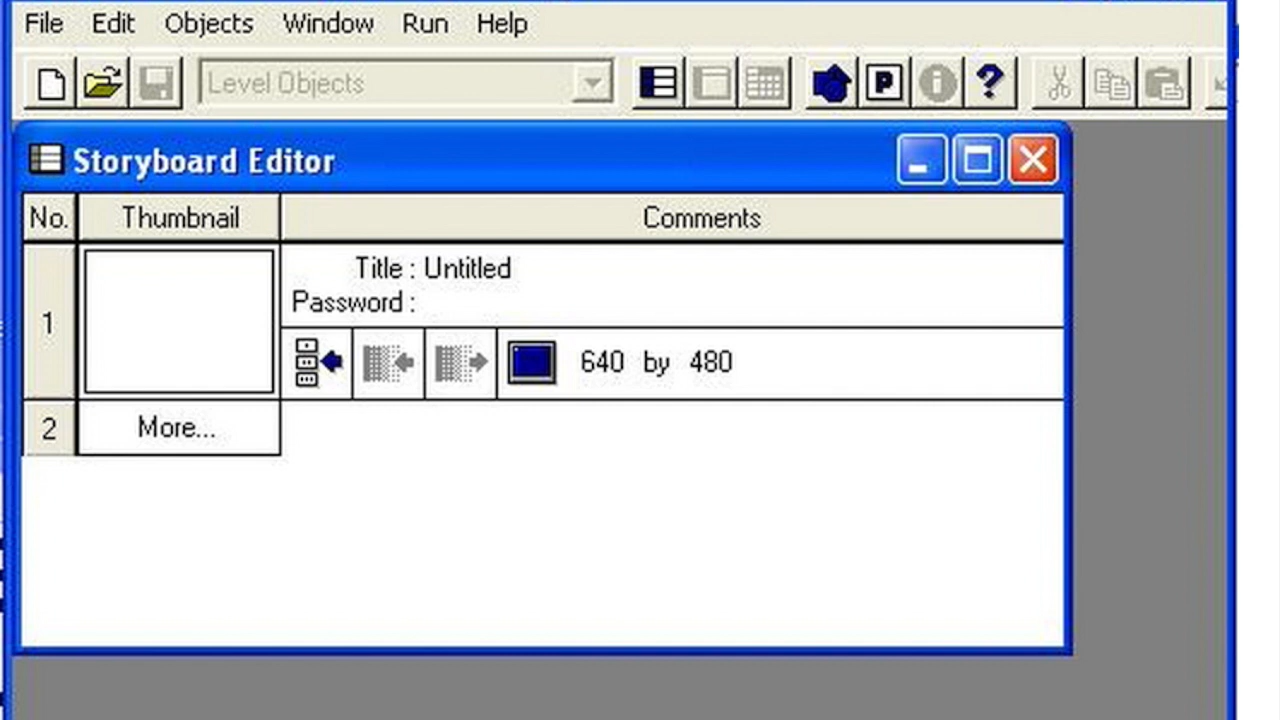 File Edit Objects Window Run Help
Level Objects P i ?
Storyboard Editor
No. Thumbnail Comments
1
Title : Untitled
Password :
640 by 480
2 More...